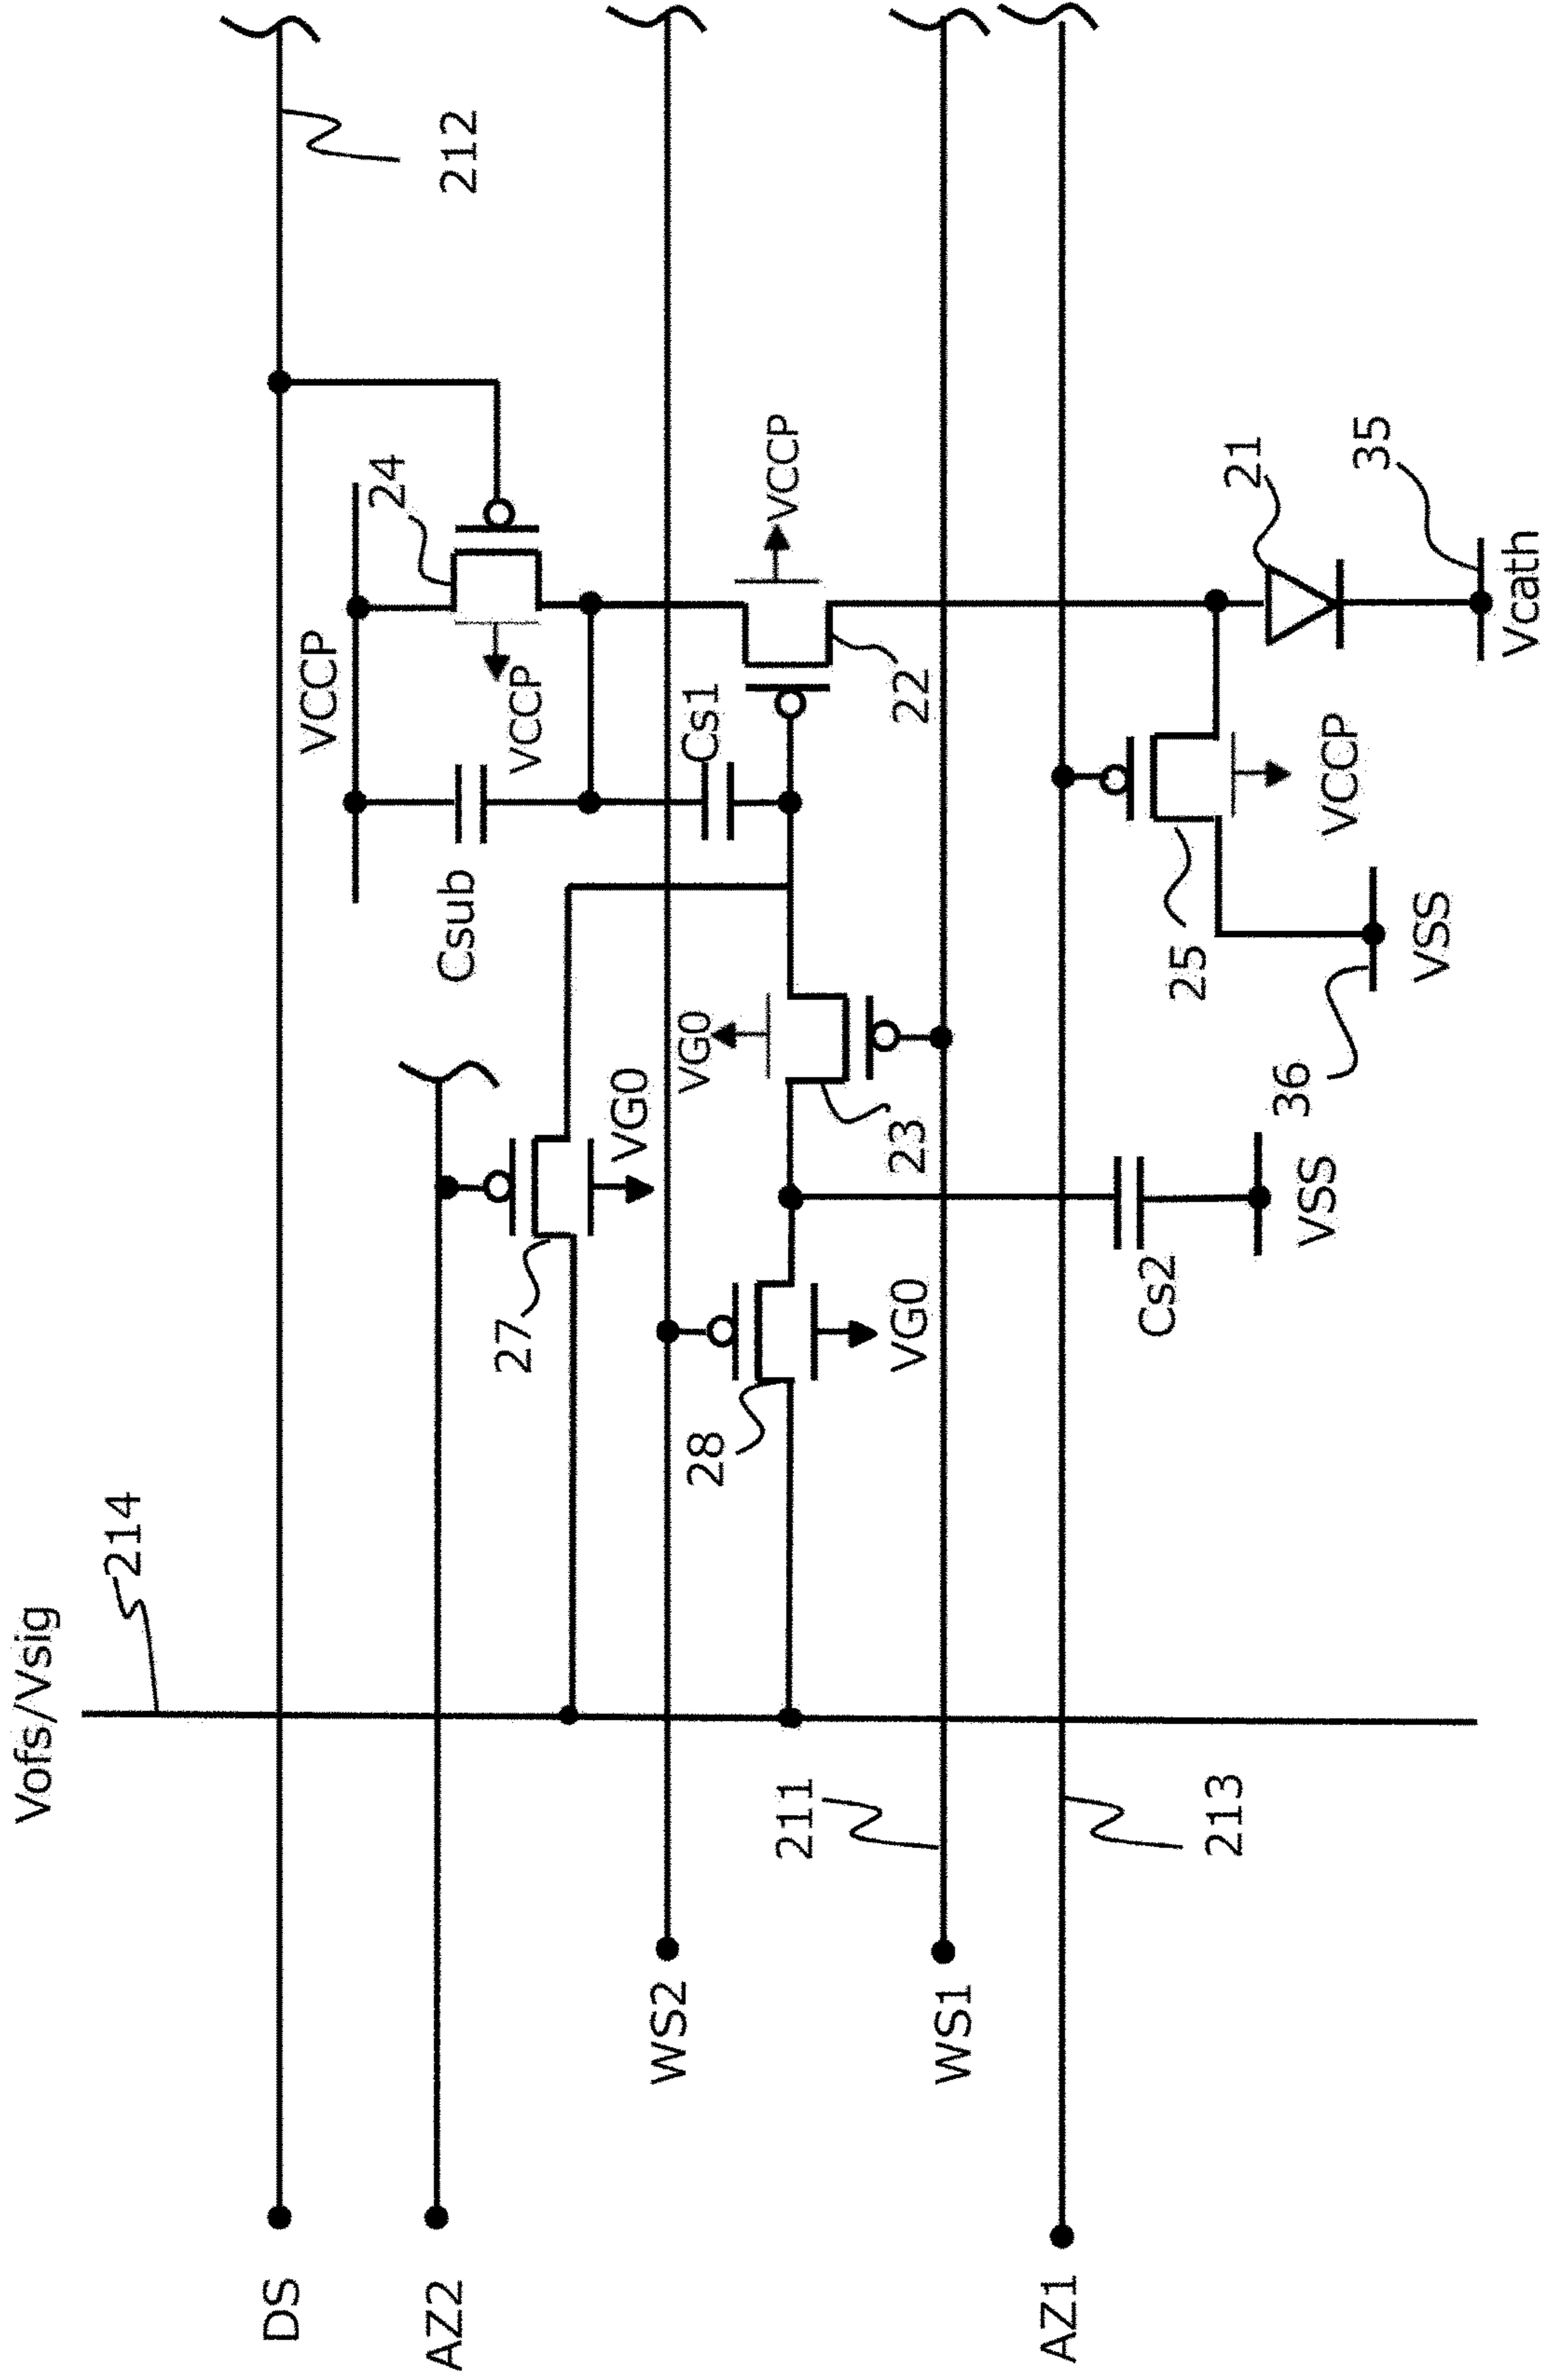 Vofs/Vsig
214
DS
212
VCCP
24
VCCP
Csub
AZ2
27
VG0
WS2
Cs1
VCCP
22
VG0
23
28
VG0
WS1
211
AZ1
213
25
VCCP
21
35
Vcath
VSS
36
Cs2
VSS